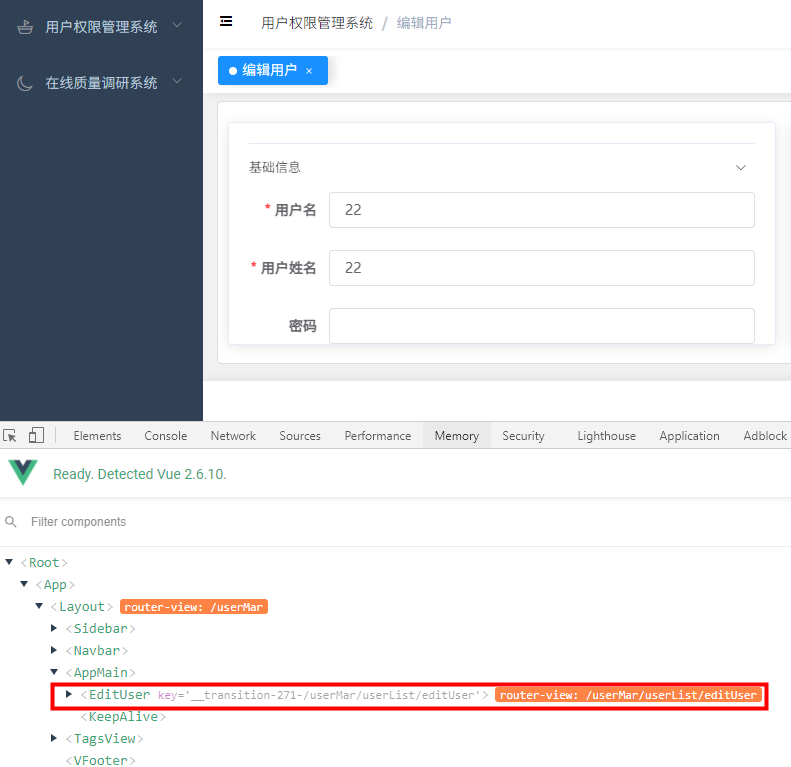 用户权限管理系统
在线质量调研系统
用户权限管理系统 / 编辑用户
编辑用户 ×
基础信息
* 用户名 22
* 用户姓名 22
密码
Elements Console Network Sources Performance Memory Security Lighthouse Application Adblock
Ready. Detected Vue 2.6.10.
Filter components
<Root>
<App>
<Layout> router-view: /userMar
<Sidebar>
<Navbar>
<AppMain>
<EditUser key='__transition-271-/userMar/userList/editUser'> router-view: /userMar/userList/editUser
<KeepAlive>
<TagsView>
<VFooter>